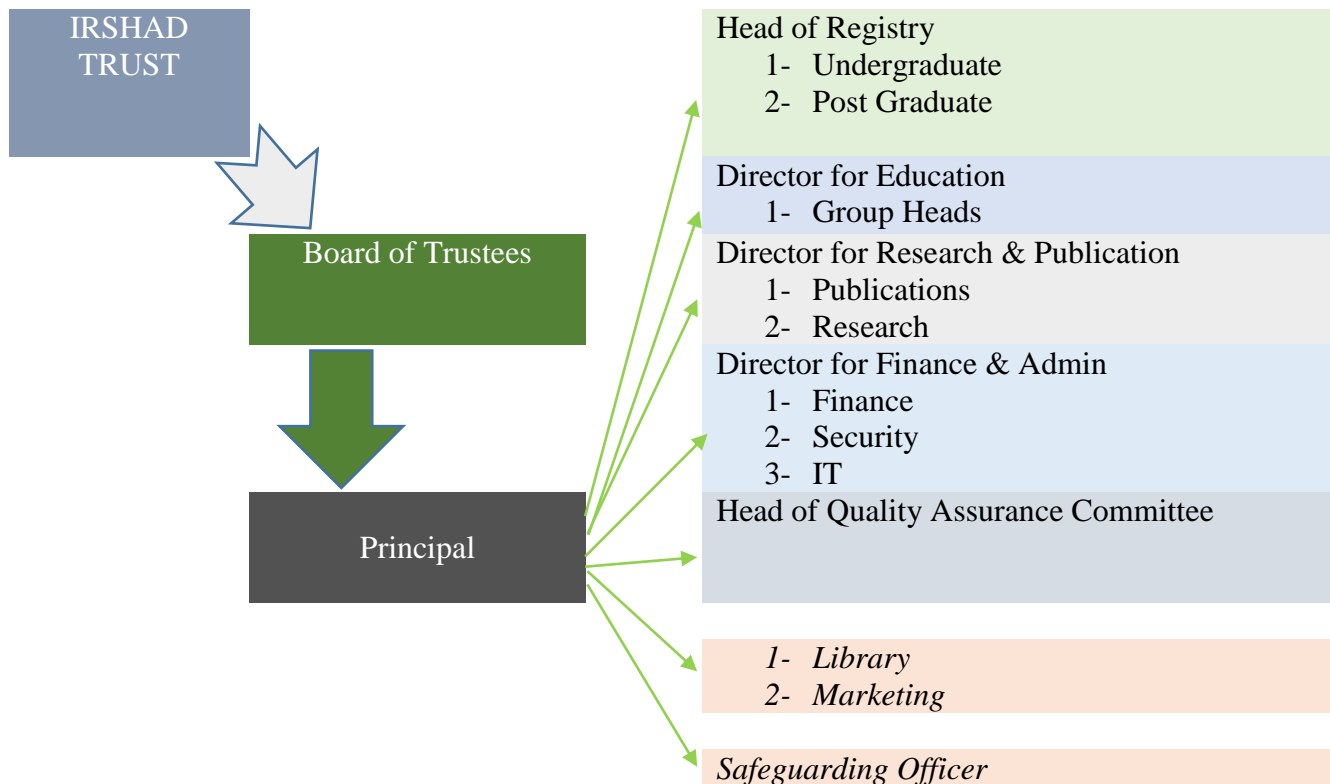 IRSHAD
TRUST
Board of Trustees
Principal
Head of Registry
1- Undergraduate
2- Post Graduate
Director for Education
1- Group Heads
Director for Research & Publication
1- Publications
2- Research
Director for Finance & Admin
1- Finance
2- Security
3- IT
Head of Quality Assurance Committee
1- Library
2- Marketing
Safeguarding Officer